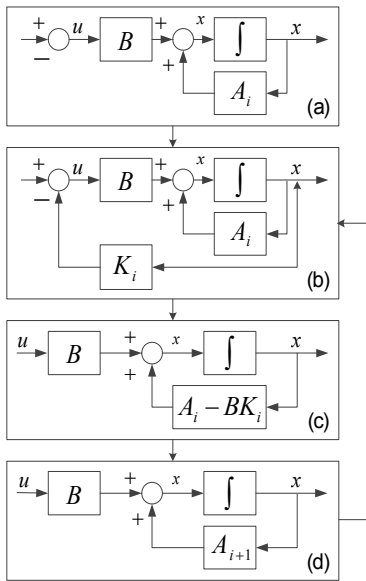 + u B + x ∫ x
− +
A_i
(a)
+ u B + x ∫ x
− +
A_i
K_i
(b)
u B + x ∫ x
+
A_i − BK_i
(c)
u B + x ∫ x
+
A_{i+1}
(d)